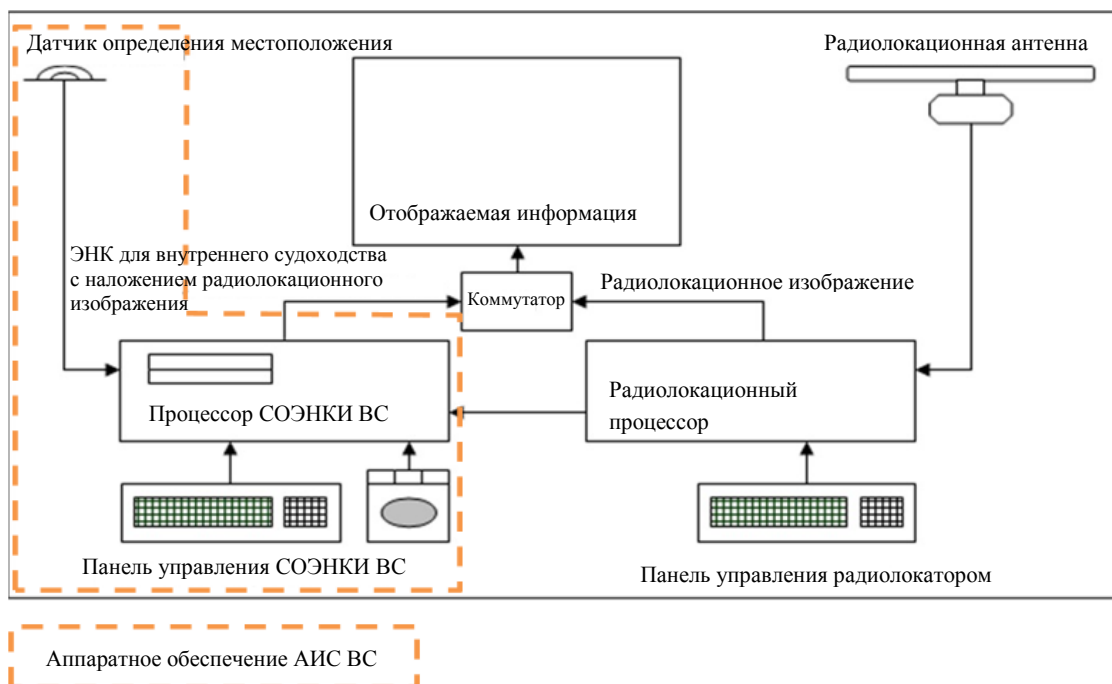 Датчик определения местоположения
Радиолокационная антенна
Отображаемая информация
ЭНК для внутреннего судоходства
с наложением радиолокационного
изображения
Коммутатор
Радиолокационное изображение
Процессор СОЭНКИ ВС
Радиолокационный
процессор
Панель управления СОЭНКИ ВС
Панель управления радиолокатором
Аппаратное обеспечение АИС ВС